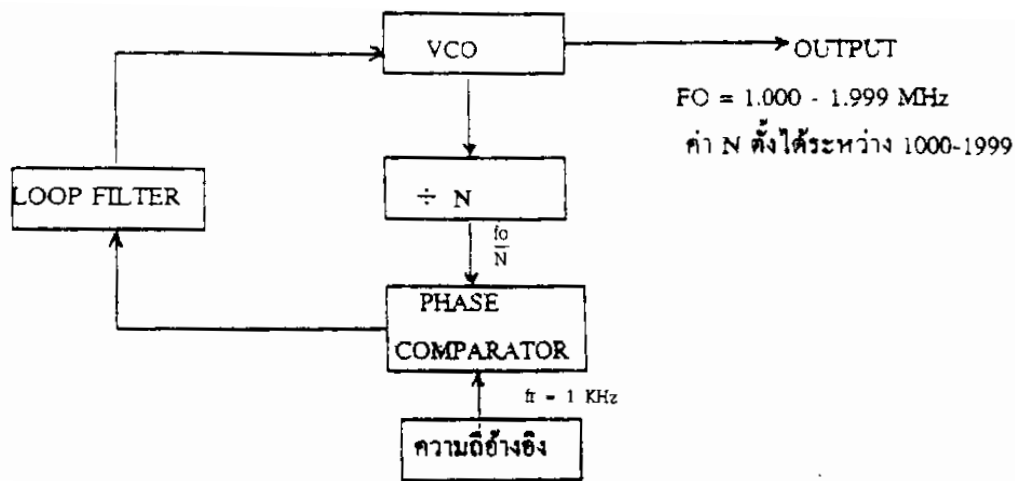 VCO
OUTPUT
FO = 1.000 - 1.999 MHz
ค่า N ตั้งได้ระหว่าง 1000-1999
LOOP FILTER
÷ N
fo
N
PHASE
COMPARATOR
fr = 1 KHz
ความถี่อ้างอิง